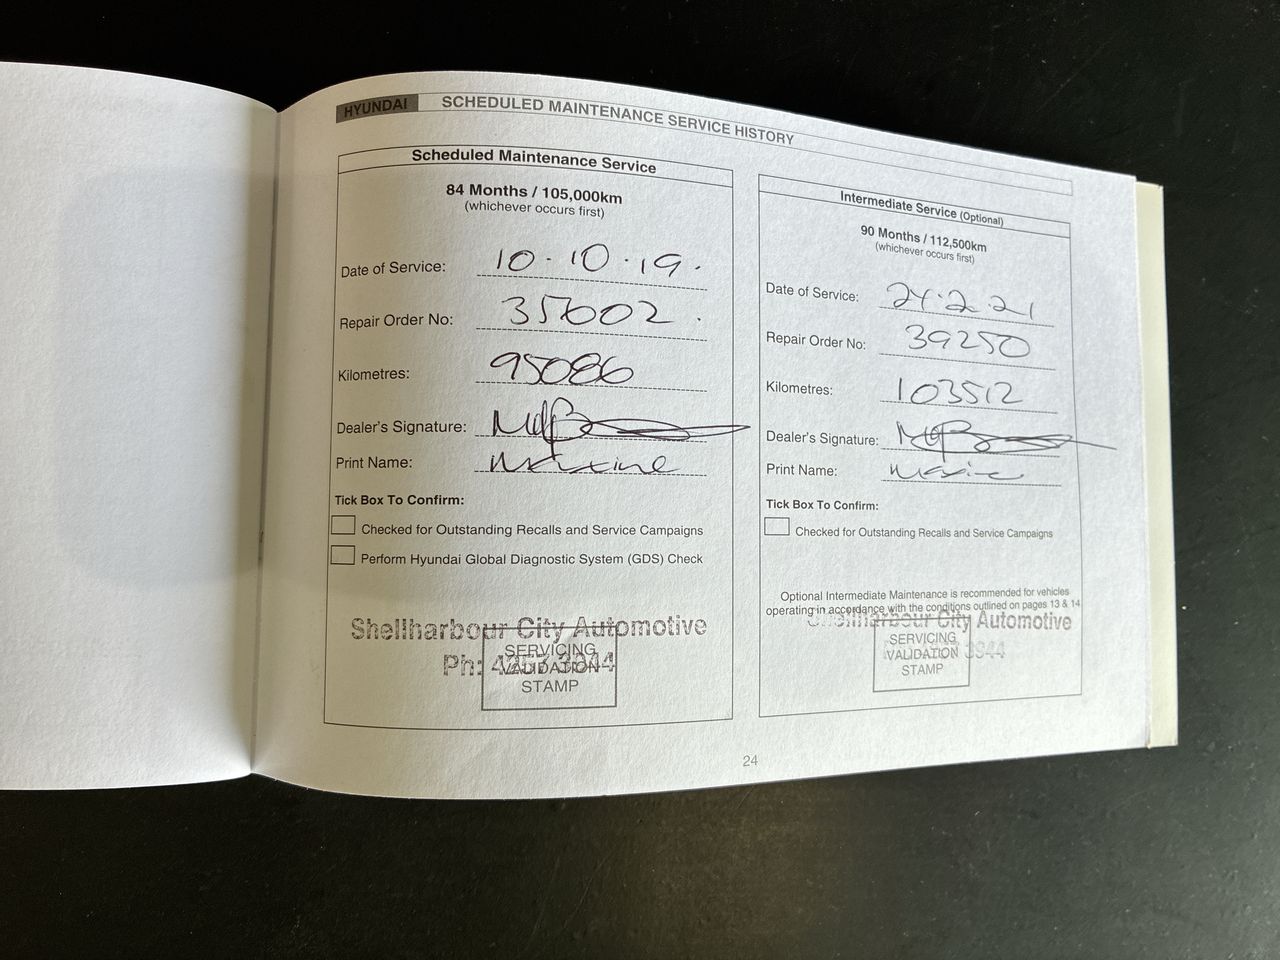 HYUNDAI SCHEDULED MAINTENANCE SERVICE HISTORY
Scheduled Maintenance Service
84 Months / 105,000km
(whichever occurs first)
Date of Service: 10.10.19.
Repair Order No: 35602.
Kilometres: 95086
Dealer's Signature:
Print Name: Maxine
Tick Box To Confirm:
Checked for Outstanding Recalls and Service Campaigns
Perform Hyundai Global Diagnostic System (GDS) Check
Shellharbour City Automotive
Ph: 3844
SERVICING
VALIDATION
STAMP
Intermediate Service (Optional)
90 Months / 112,500km
(whichever occurs first)
Date of Service: 24.2.21
Repair Order No: 39250
Kilometres: 103512
Dealer's Signature:
Print Name:
Tick Box To Confirm:
Checked for Outstanding Recalls and Service Campaigns
Optional Intermediate Maintenance is recommended for vehicles
operating in accordance with the conditions outlined on pages 13 & 14
Shellharbour City Automotive
3844
SERVICING
VALIDATION
STAMP
24